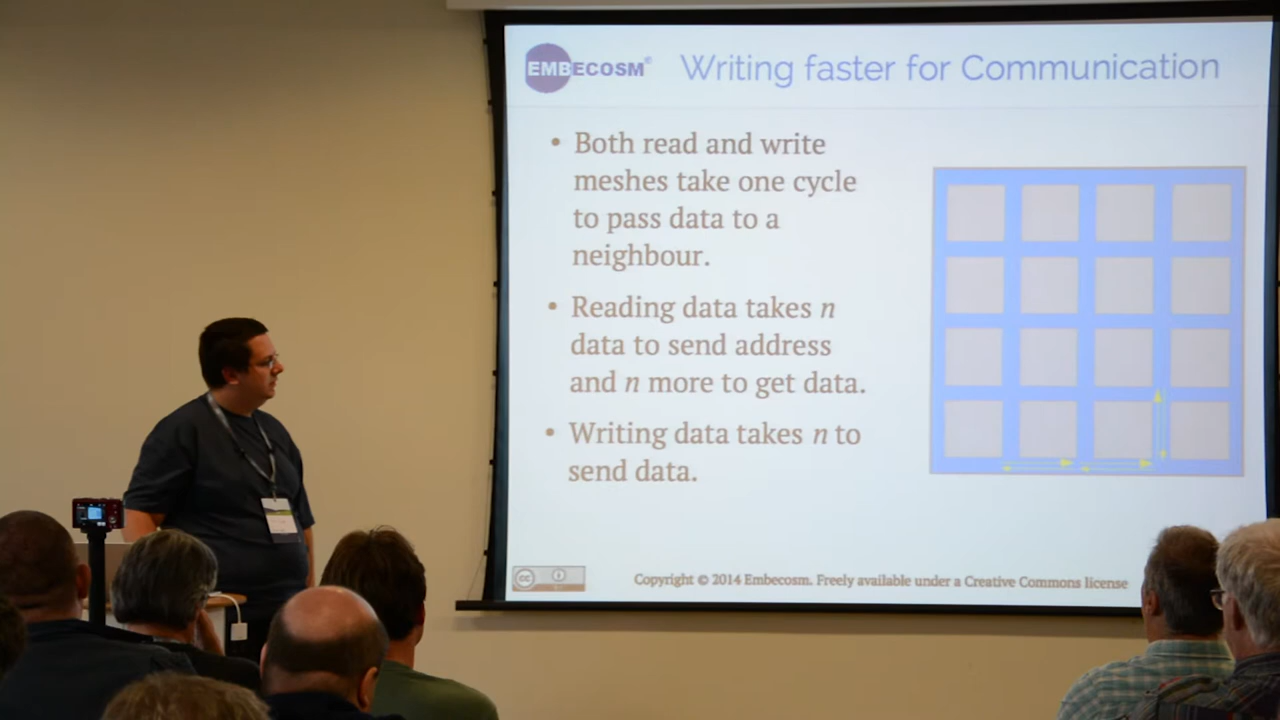 EMBECOSM®
Writing faster for Communication
• Both read and write
meshes take one cycle
to pass data to a
neighbour.
• Reading data takes n
data to send address
and n more to get data.
• Writing data takes n to
send data.
cc
Copyright © 2014 Embecosm. Freely available under a Creative Commons license